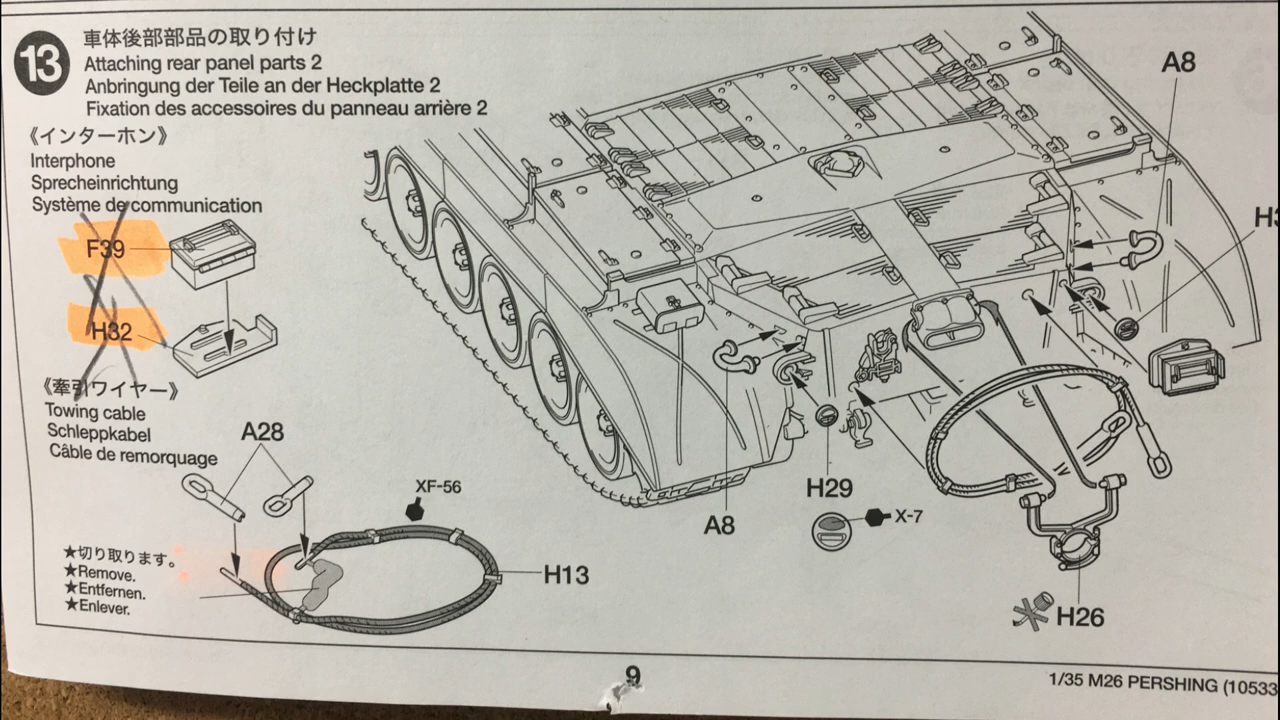 13
車体後部部品の取り付け
Attaching rear panel parts 2
Anbringung der Teile an der Heckplatte 2
Fixation des accessoires du panneau arrière 2
《インターホン》
Interphone
Sprecheinrichtung
Système de communication
F39
H32
《牽引ワイヤー》
Towing cable
Schleppkabel
Câble de remorquage
A28
XF-56
★切り取ります。
★Remove.
★Entfernen.
★Enlever.
H13
A8
A8
H29
X-7
H26
9
1/35 M26 PERSHING (10533